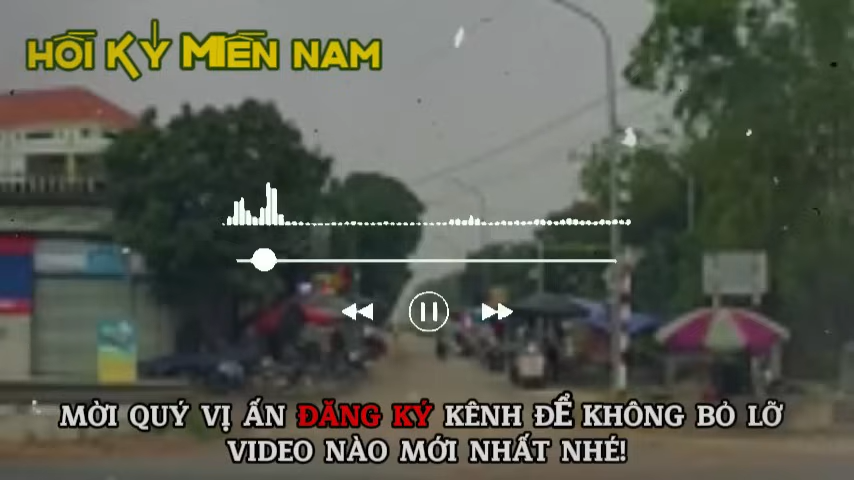 HỒI KÝ MIỀN NAM
MỜI QUÝ VỊ ẤN ĐĂNG KÝ KÊNH ĐỂ KHÔNG BỎ LỠ
VIDEO NÀO MỚI NHẤT NHÉ!